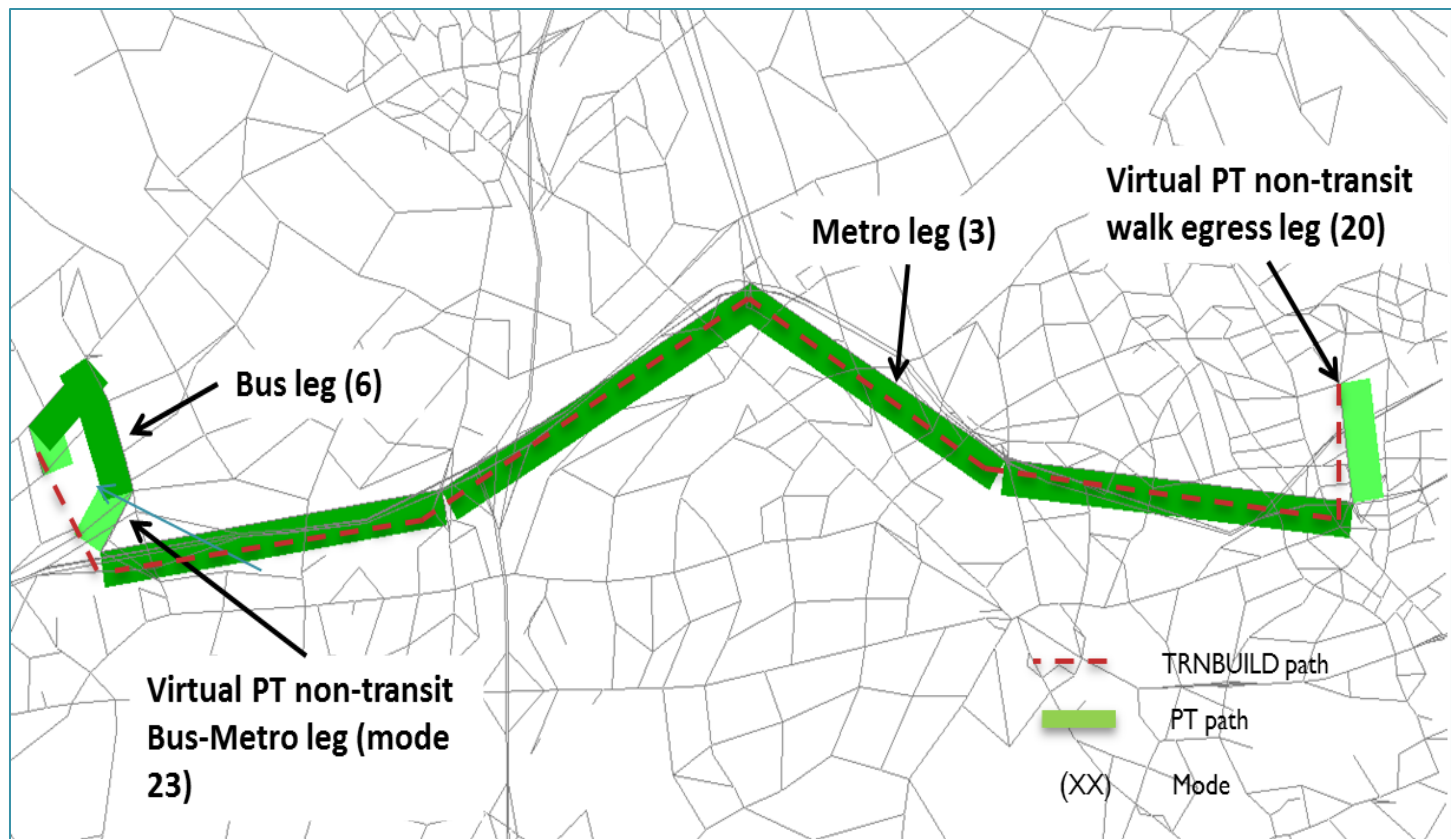 Virtual PT non-transit
walk egress leg (20)
Metro leg (3)
Bus leg (6)
Virtual PT non-transit
Bus-Metro leg (mode
23)
TRNBUILD path
PT path
(XX) Mode